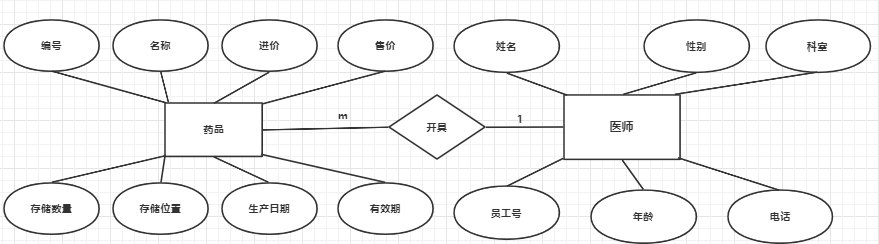 编号
名称
进价
售价
姓名
性别
科室
药品
m
开具
1
医师
存储数量
存储位置
生产日期
有效期
员工号
年龄
电话